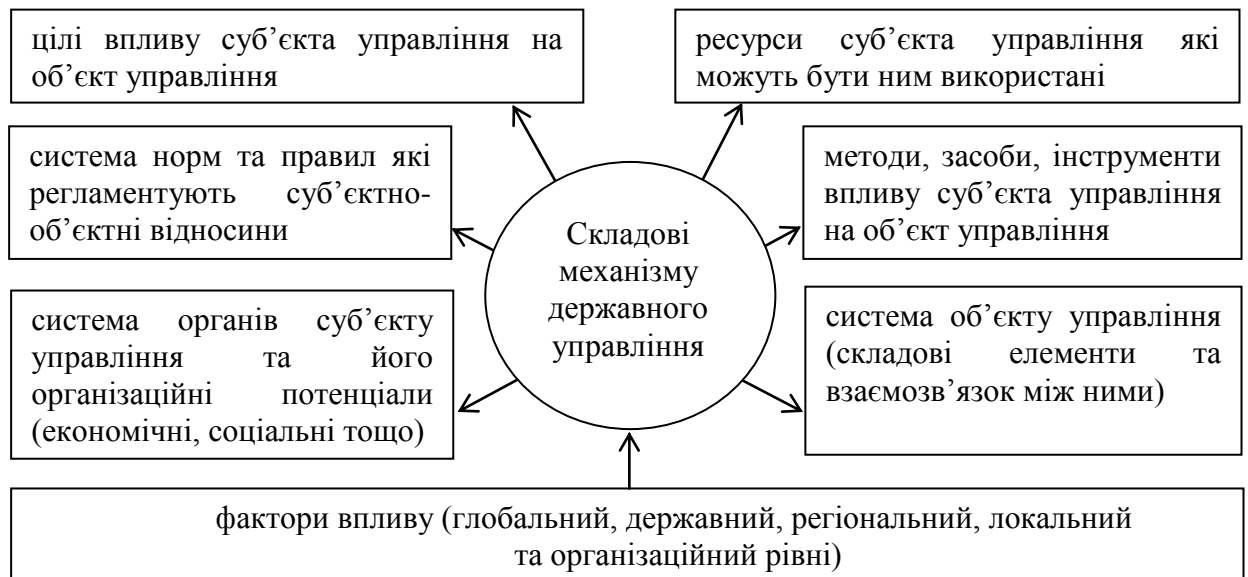 цілі впливу суб’єкта управління на
об’єкт управління
ресурси суб’єкта управління які
можуть бути ним використані
система норм та правил які
регламентують суб’єктно-
об’єктні відносини
методи, засоби, інструменти
впливу суб’єкта управління
на об’єкт управління
Складові
механізму
державного
управління
система органів суб’єкту
управління та його
організаційні потенціали
(економічні, соціальні тощо)
система об’єкту управління
(складові елементи та
взаємозв’язок між ними)
фактори впливу (глобальний, державний, регіональний, локальний
та організаційний рівні)